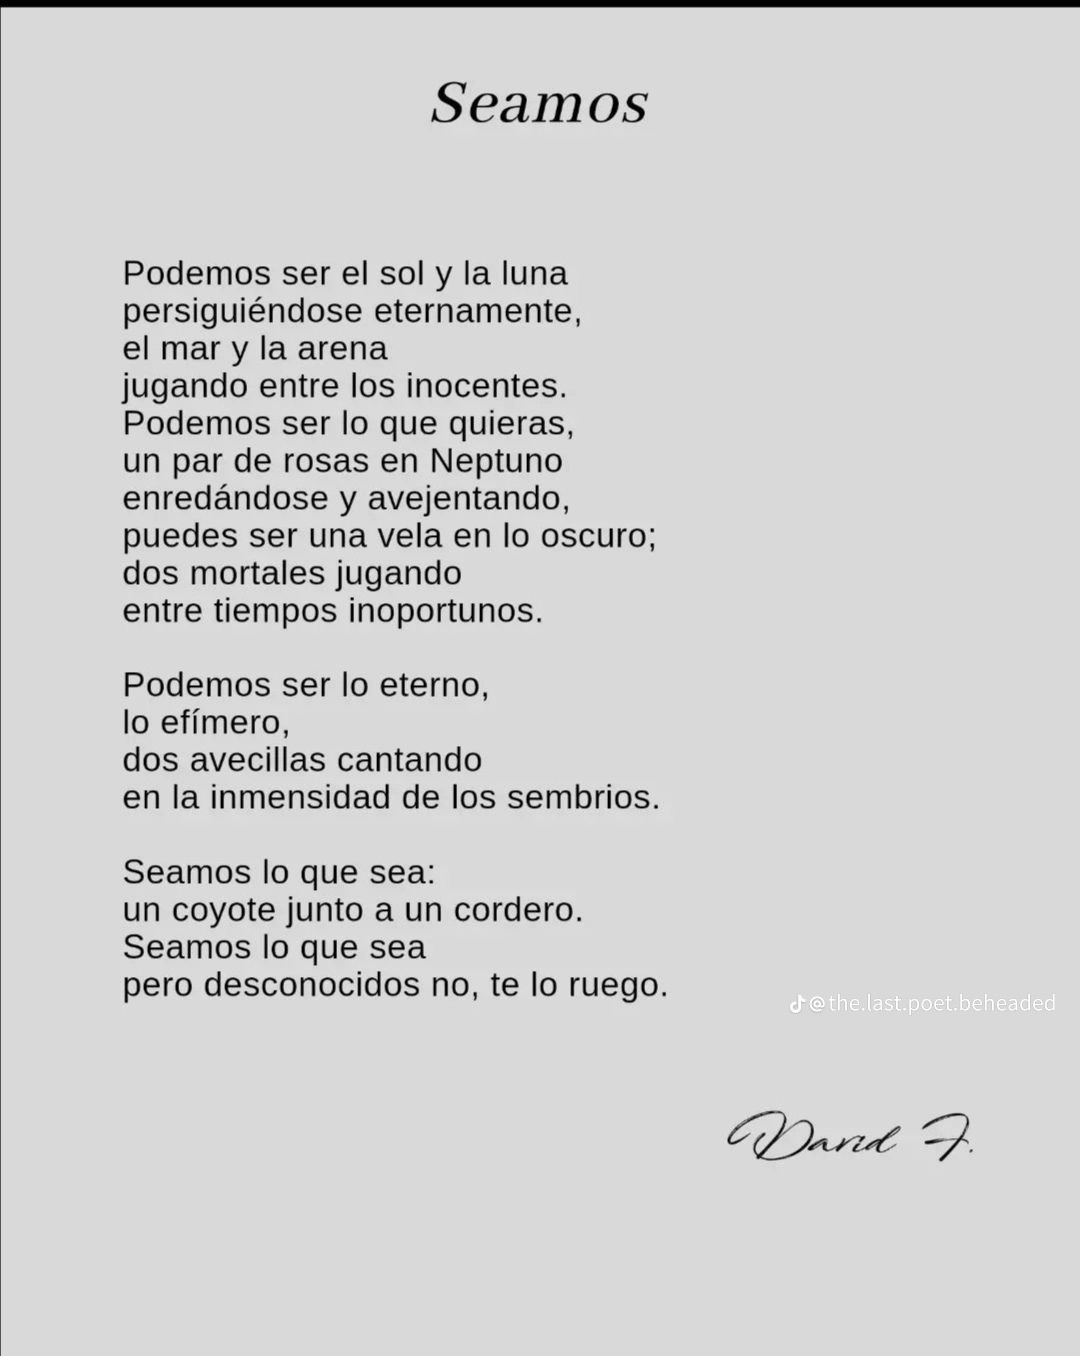 Seamos
Podemos ser el sol y la luna
persiguiéndose eternamente,
el mar y la arena
jugando entre los inocentes.
Podemos ser lo que quieras,
un par de rosas en Neptuno
enredándose y avejentando,
puedes ser una vela en lo oscuro;
dos mortales jugando
entre tiempos inoportunos.
Podemos ser lo eterno,
lo efímero,
dos avecillas cantando
en la inmensidad de los sembrios.
Seamos lo que sea:
un coyote junto a un cordero.
Seamos lo que sea
pero desconocidos no, te lo ruego.
@the.last.poet.beheaded
David F.